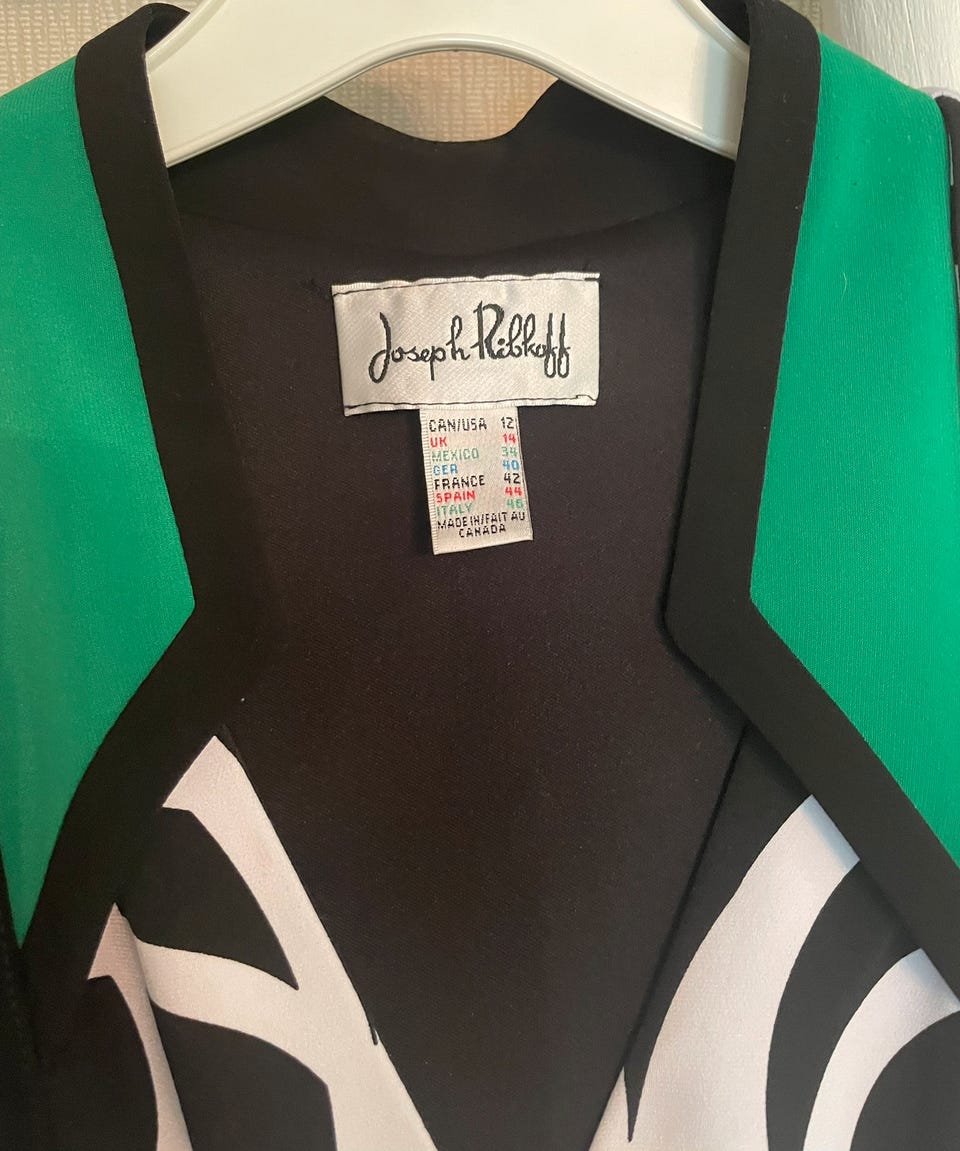 Joseph Ribkoff
CAN/USA 12
UK 14
MEXICO 34
GER 40
FRANCE 42
SPAIN 44
ITALY 46
MADE IN/FAIT AU
CANADA